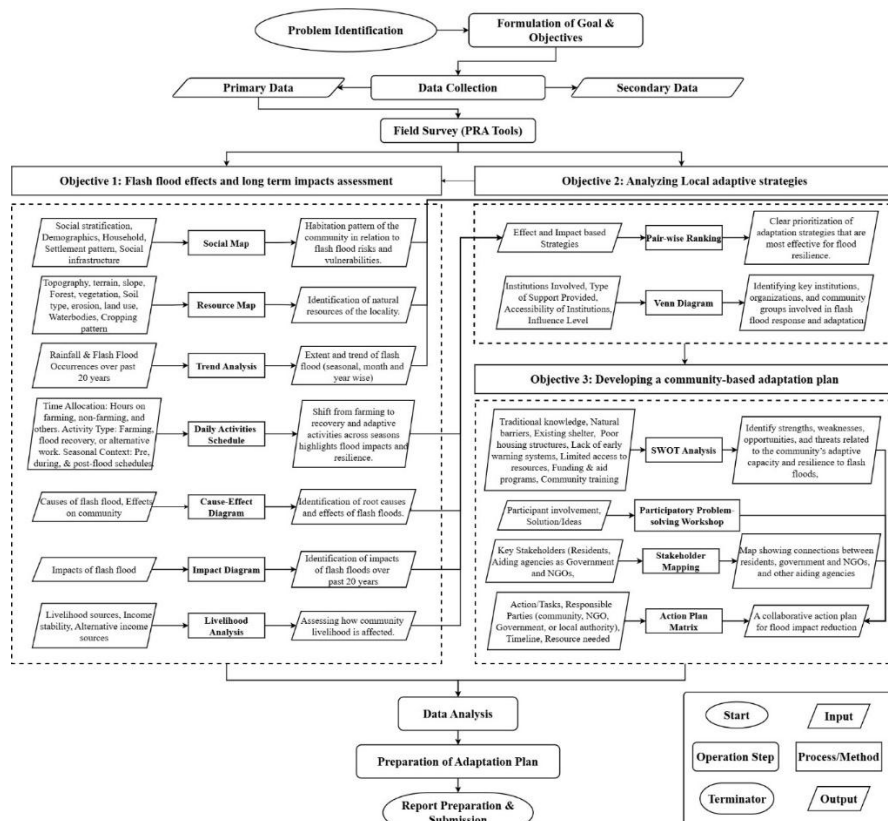 Problem Identification
Formulation of Goal &
Objectives
Primary Data
Data Collection
Secondary Data
Field Survey (PRA Tools)
Objective 1: Flash flood effects and long term impacts assessment
Objective 2: Analyzing Local adaptive strategies
Social stratification,
Demographics, Household,
Settlement pattern, Social
infrastructure
Social Map
Habitation pattern of the
community in relation to
flash flood risks and
vulnerabilities.
Topography, terrain, slope,
Forest, vegetation, Soil
type, erosion, land use,
Waterbodies, Cropping
pattern
Resource Map
Identification of natural
resources of the locality.
Rainfall & Flash Flood
Occurrences over past
20 years
Trend Analysis
Extent and trend of flash
flood (seasonal, month and
year wise)
Time Allocation: Hours on
farming, non-farming, and
others. Activity Type: Farming,
flood recovery, or alternative
work. Seasonal Context: Pre,
during, & post-flood schedules.
Daily Activities
Schedule
Shift from farming to
recovery and adaptive
activities across seasons
highlights flood impacts and
resilience.
Causes of flash flood, Effects
on community
Cause-Effect
Diagram
Identification of root causes
and effects of flash floods.
Impacts of flash flood
Impact Diagram
Identification of impacts
of flash floods over
past 20 years
Livelihood sources, Income
stability, Alternative income
sources
Livelihood
Analysis
Assessing how community
livelihood is affected.
Effect and Impact based
Strategies
Pair-wise Ranking
Clear prioritization of
adaptation strategies that are
most effective for flood
resilience.
Institutions Involved, Type
of Support Provided,
Accessibility of Institutions,
Influence Level
Venn Diagram
Identifying key institutions,
organizations, and community
groups involved in flash
flood response and adaptation.
Objective 3: Developing a community-based adaptation plan
Traditional knowledge, Natural
barriers, Existing shelter, Poor
housing structures, Lack of early
warning systems, Limited access to
resources, Funding & aid
programs, Community training
SWOT Analysis
Identify strengths, weaknesses,
opportunities, and threats related
to the community's adaptive
capacity and resilience to flash
floods,
Participant involvement,
Solution/Ideas
Participatory Problem-
solving Workshop
Key Stakeholders (Residents,
Aiding agencies as Government
and NGOs,
Stakeholder
Mapping
Map showing connections between
residents, government and NGOs,
and other aiding agencies
Action/Tasks, Responsible
Parties (community, NGO,
Government, or local authority),
Timeline, Resource needed
Action Plan
Matrix
A collaborative action plan
for flood impact reduction
Data Analysis
Preparation of Adaptation Plan
Report Preparation &
Submission
Start
Input
Operation Step
Process/Method
Terminator
Output